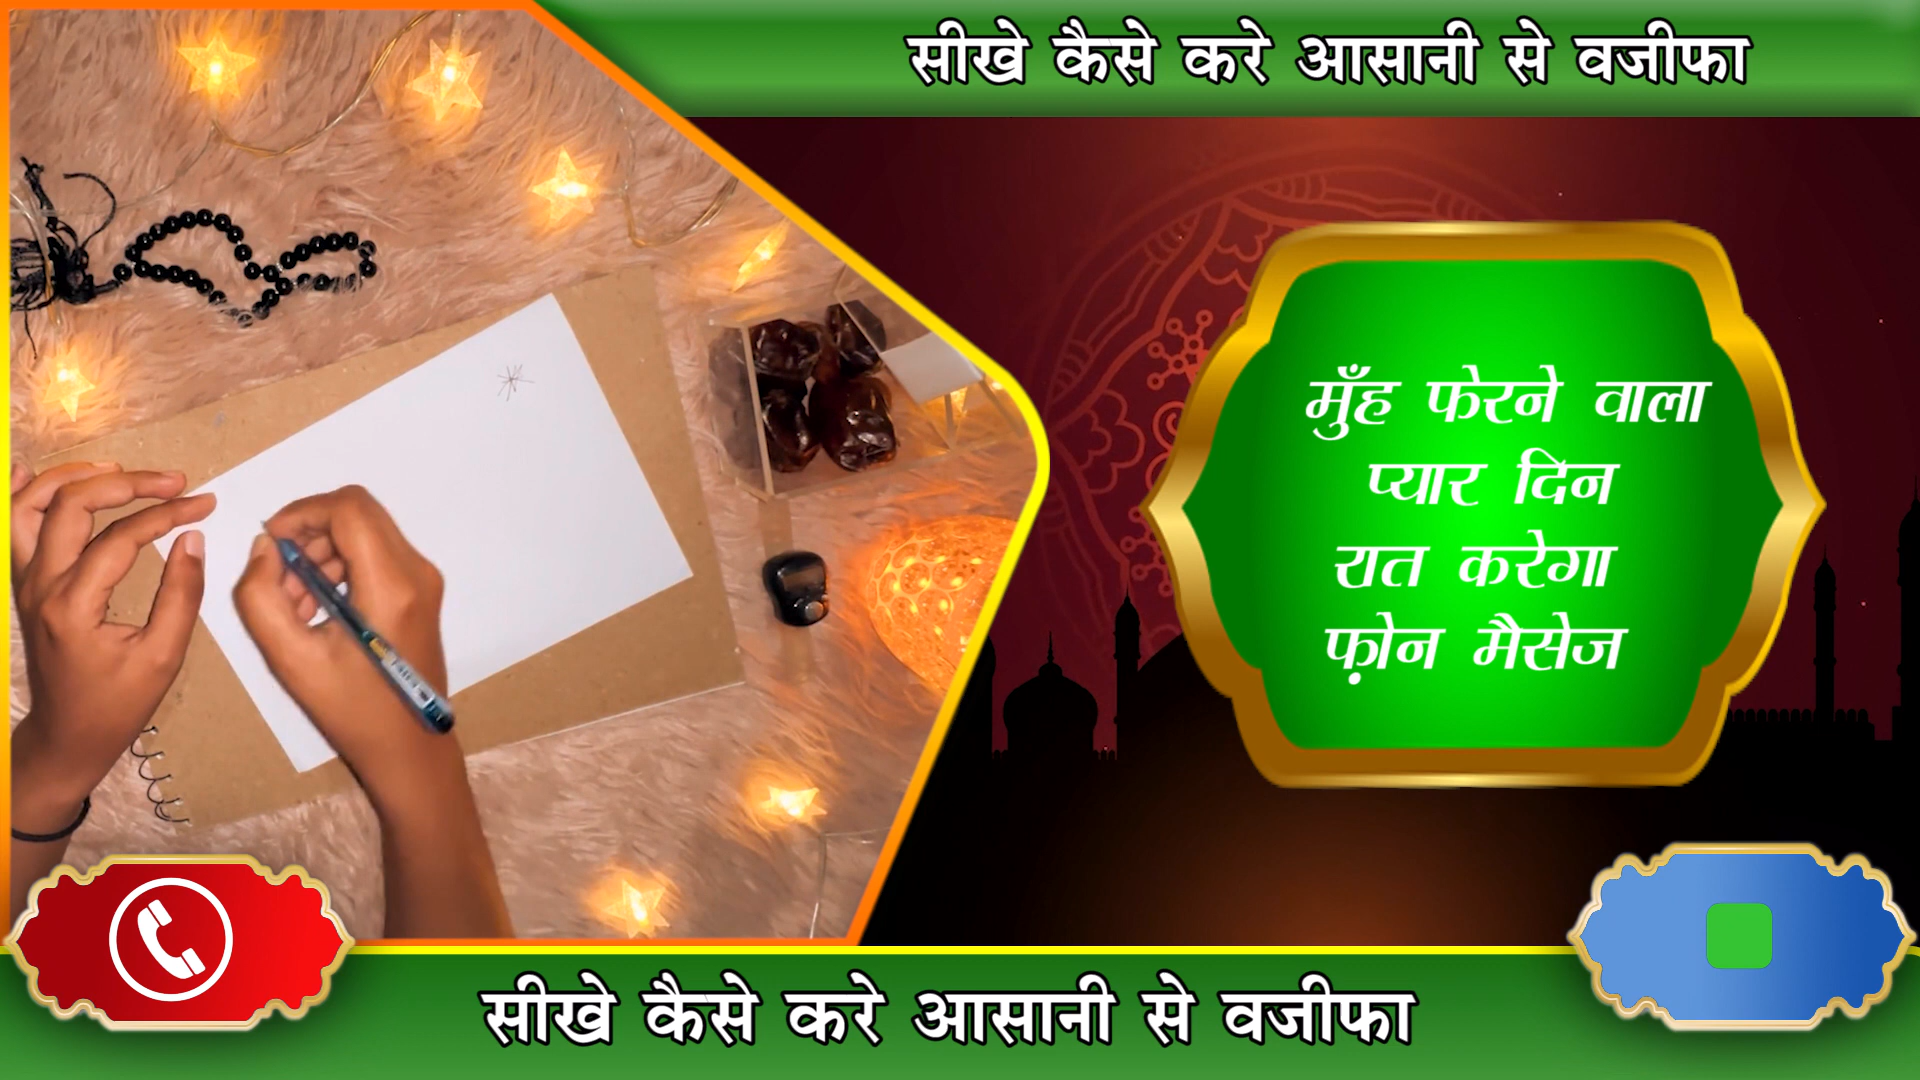 सीखे कैसे करे आसानी से वजीफा
मुँह फेरने वाला
प्यार दिन
रात करेगा
फ़ोन मैसेज
सीखे कैसे करे आसानी से वजीफा